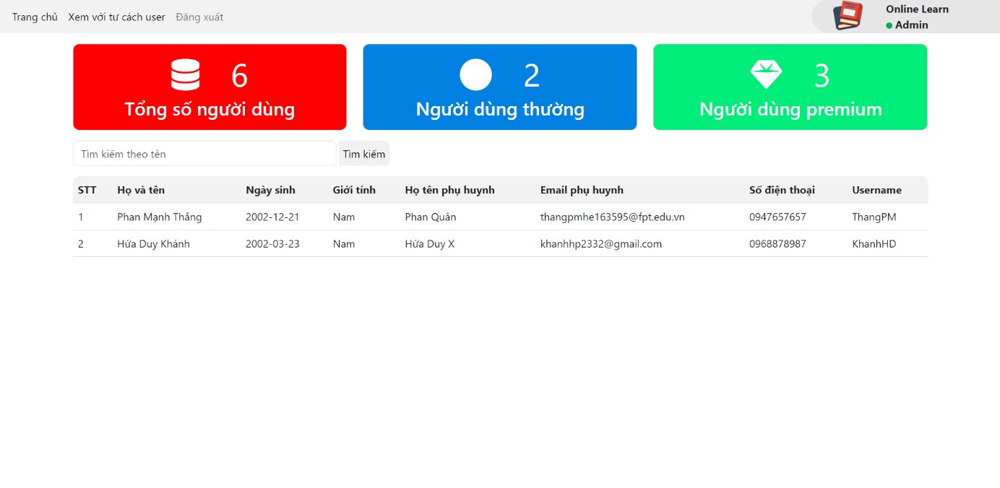 Trang chủ Xem với tư cách user Đăng xuất
Online Learn
Admin
6
Tổng số người dùng
2
Người dùng thường
3
Người dùng premium
Tìm kiếm theo tên Tìm kiếm
STT Họ và tên Ngày sinh Giới tính Họ tên phụ huynh Email phụ huynh Số điện thoại Username
1 Phan Mạnh Thắng 2002-12-21 Nam Phan Quân thangpmhe163595@fpt.edu.vn 0947657657 ThangPM
2 Hứa Duy Khánh 2002-03-23 Nam Hứa Duy X khanhhp2332@gmail.com 0968878987 KhanhHD